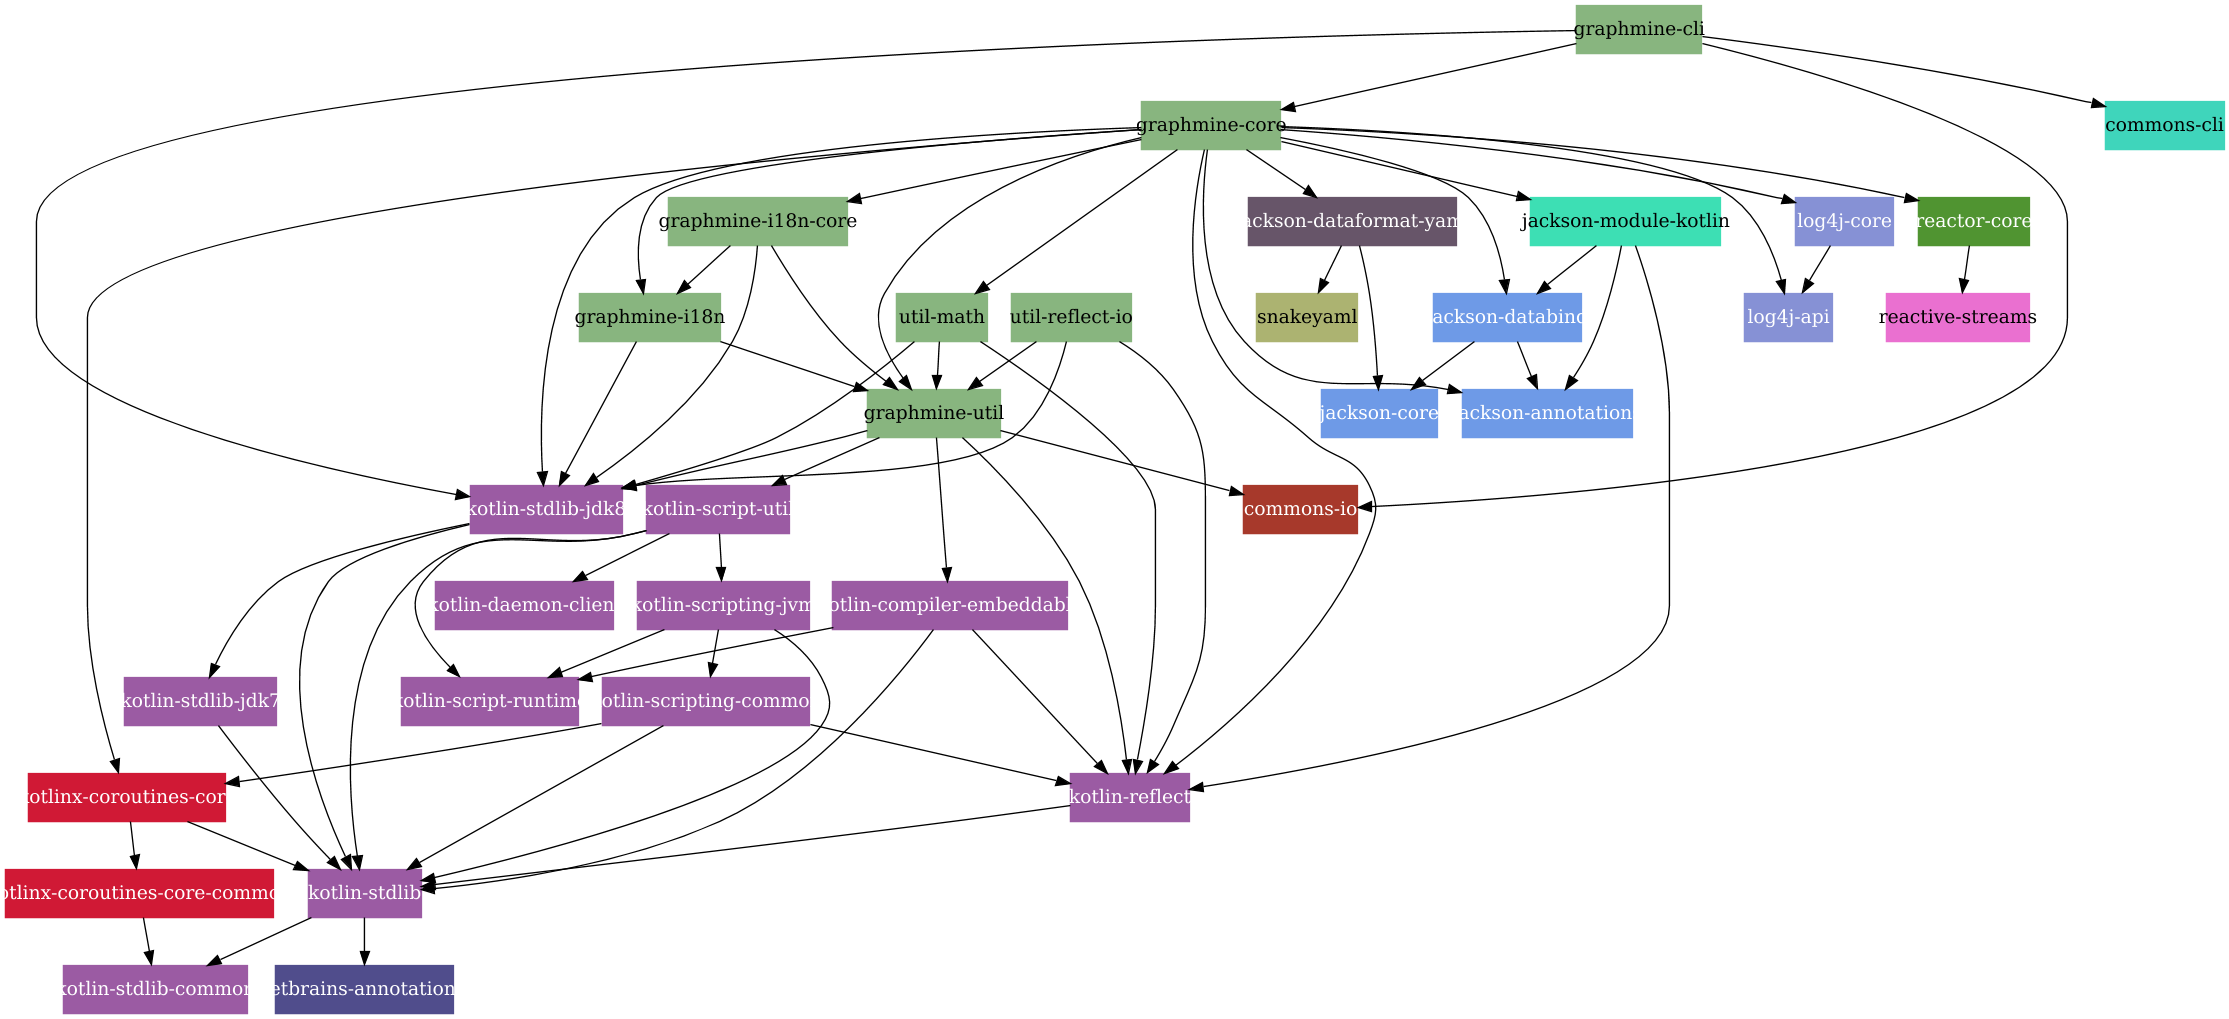 graphmine-cli
graphmine-core
commons-cli
graphmine-i18n-core
ackson-dataformat-yam
jackson-module-kotlin
log4j-core
reactor-core
graphmine-i18n
util-math
util-reflect-io
snakeyaml
ackson-databind
log4j-api
reactive-streams
graphmine-util
jackson-core
ackson-annotation
kotlin-stdlib-jdk8
kotlin-script-util
commons-io
kotlin-daemon-clien
kotlin-scripting-jvm
otlin-compiler-embeddabl
kotlin-stdlib-jdk7
kotlin-script-runtime
otlin-scripting-commo
kotlinx-coroutines-cor
kotlin-reflect
otlinx-coroutines-core-commo
kotlin-stdlib
kotlin-stdlib-common
etbrains-annotation